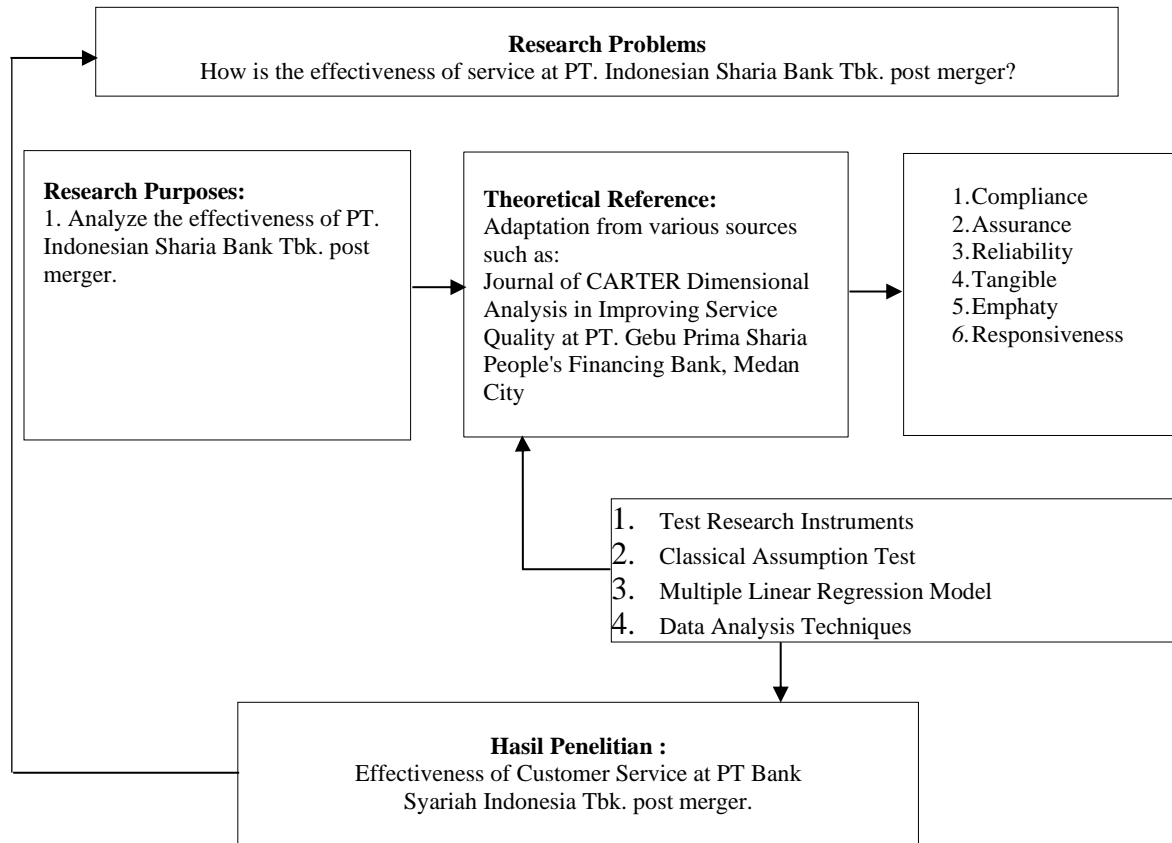 Research Problems
How is the effectiveness of service at PT. Indonesian Sharia Bank Tbk. post merger?
Research Purposes:
1. Analyze the effectiveness of PT.
Indonesian Sharia Bank Tbk. post
merger.
Theoretical Reference:
Adaptation from various sources
such as:
Journal of CARTER Dimensional
Analysis in Improving Service
Quality at PT. Gebu Prima Sharia
People's Financing Bank, Medan
City
1.Compliance
2.Assurance
3.Reliability
4.Tangible
5.Emphaty
6.Responsiveness
1. Test Research Instruments
2. Classical Assumption Test
3. Multiple Linear Regression Model
4. Data Analysis Techniques
Hasil Penelitian :
Effectiveness of Customer Service at PT Bank
Syariah Indonesia Tbk. post merger.